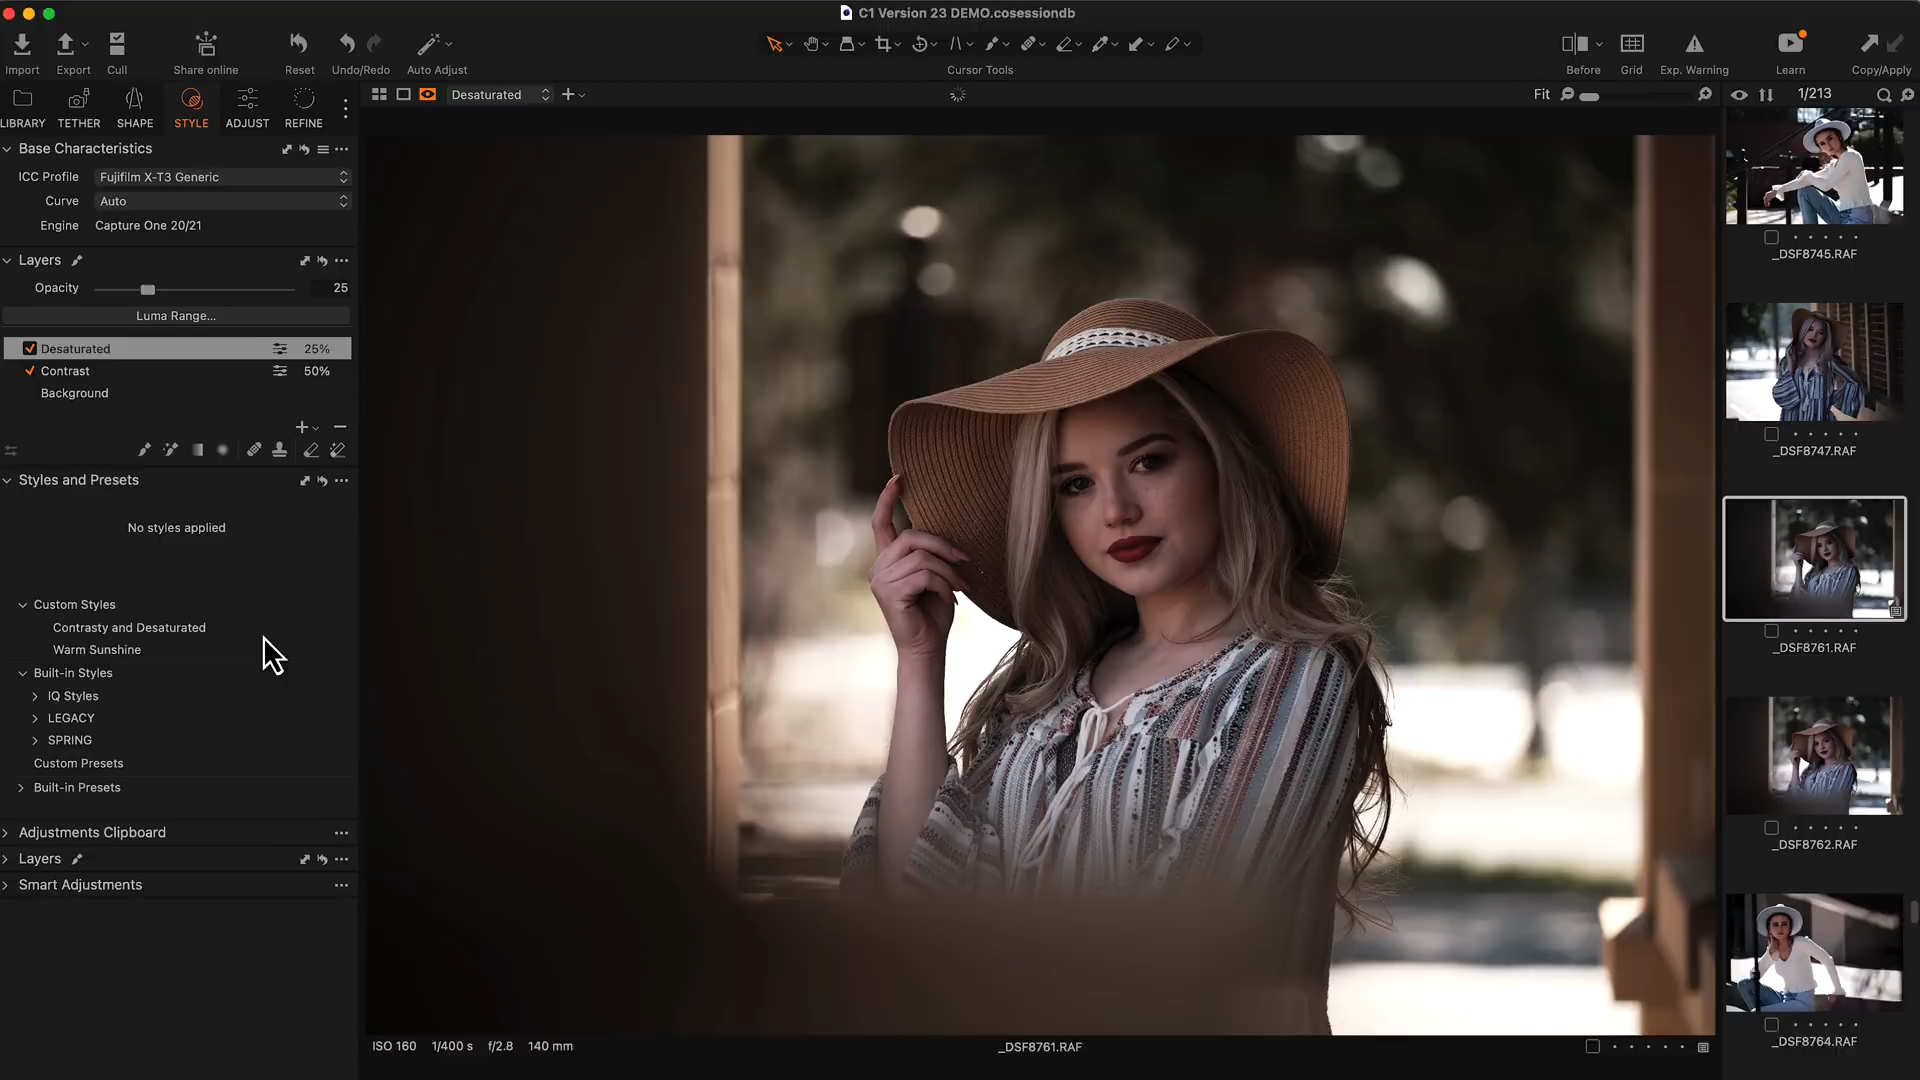 C1 Version 23 DEMO.cosessiondb
Import
Export
Cull
Share online
Reset
Undo/Redo
Auto Adjust
Cursor Tools
Before
Grid
Exp. Warning
Learn
Copy/Apply
LIBRARY
TETHER
SHAPE
STYLE
ADJUST
REFINE
Desaturated
Fit
1/213
Base Characteristics
ICC Profile
Fujifilm X-T3 Generic
Curve
Auto
Engine
Capture One 20/21
Layers
Opacity
25
Luma Range...
Desaturated
25%
Contrast
50%
Background
Styles and Presets
No styles applied
Custom Styles
Contrasty and Desaturated
Warm Sunshine
Built-in Styles
IQ Styles
LEGACY
SPRING
Custom Presets
Built-in Presets
Adjustments Clipboard
Layers
Smart Adjustments
ISO 160
1/400 s
f/2.8
140 mm
_DSF8761.RAF
_DSF8745.RAF
_DSF8747.RAF
_DSF8761.RAF
_DSF8762.RAF
_DSF8764.RAF